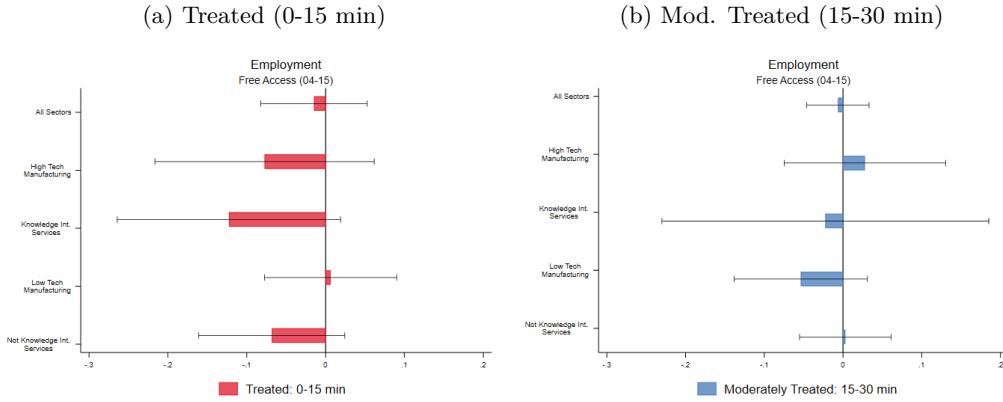 (a) Treated (0-15 min)
Employment
Free Access (04-15)
All Sectors
High Tech
Manufacturing
Knowledge Int.
Services
Low Tech
Manufacturing
Not Knowledge Int.
Services
-.3 -.2 -.1 0 .1 .2
Treated: 0-15 min
(b) Mod. Treated (15-30 min)
Employment
Free Access (04-15)
All Sectors
High Tech
Manufacturing
Knowledge Int.
Services
Low Tech
Manufacturing
Not Knowledge Int.
Services
-.3 -.2 -.1 0 .1 .2
Moderately Treated: 15-30 min